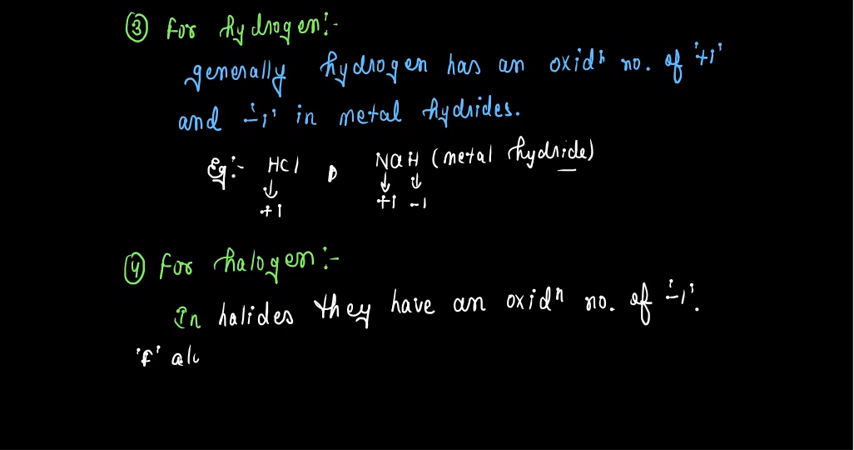 ③ For hydrogen:-
generally hydrogen has an oxidⁿ no. of '+1'
and '-1' in metal hydrides.
Eg:- HCl , NaH (metal hydride)
↓ ↓ ↓
+1 +1 -1
④ For halogen:-
In halides they have an oxidⁿ no. of '-1'.
'F'